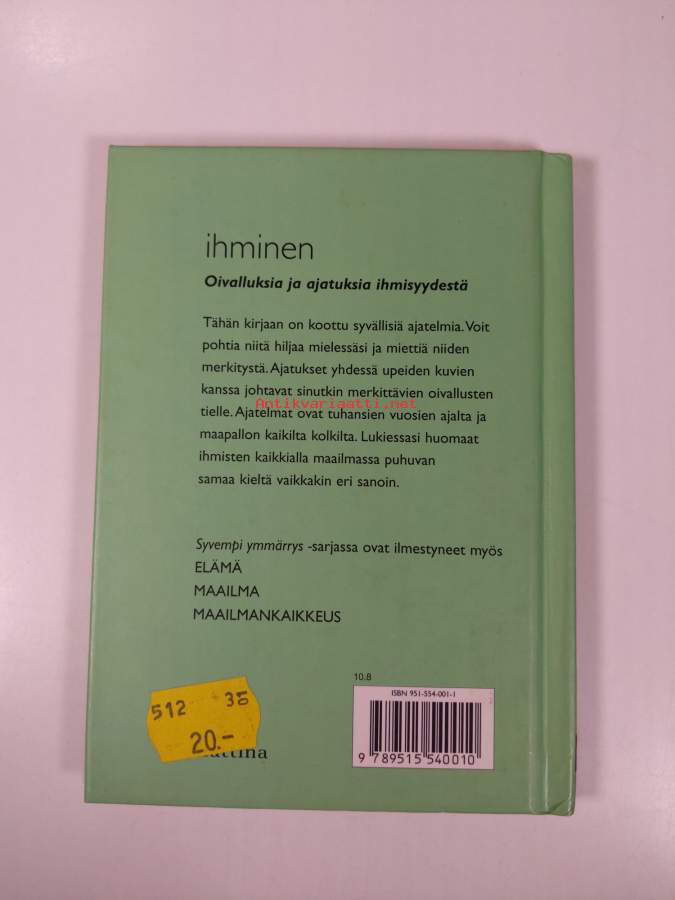 ihminen
Oivalluksia ja ajatuksia ihmisyydestä
Tähän kirjaan on koottu syvällisiä ajatelmia. Voit
pohtia niitä hiljaa mielessäsi ja miettiä niiden
merkitystä. Ajatukset yhdessä upeiden kuvien
kanssa johtavat sinutkin merkittävien oivallusten
Antikvariaatti.net
tielle. Ajatelmat ovat tuhansien vuosien ajalta ja
maapallon kaikilta kolkilta. Lukiessasi huomaat
ihmisten kaikkialla maailmassa puhuvan
samaa kieltä vaikkakin eri sanoin.
Syvempi ymmärrys -sarjassa ovat ilmestyneet myös
ELÄMÄ
MAAILMA
MAAILMANKAIKKEUS
10.8
ISBN 951-554-001-1
9 789515 540010
512 35
20.-